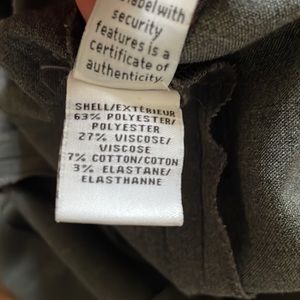 label with
security
features is a
certificate of
authenticity.
SHELL/EXTÉRIEUR
63% POLYESTER/
POLYESTER
27% VISCOSE/
VISCOSE
7% COTTON/COTON
3% ELASTANE/
ELASTHANNE